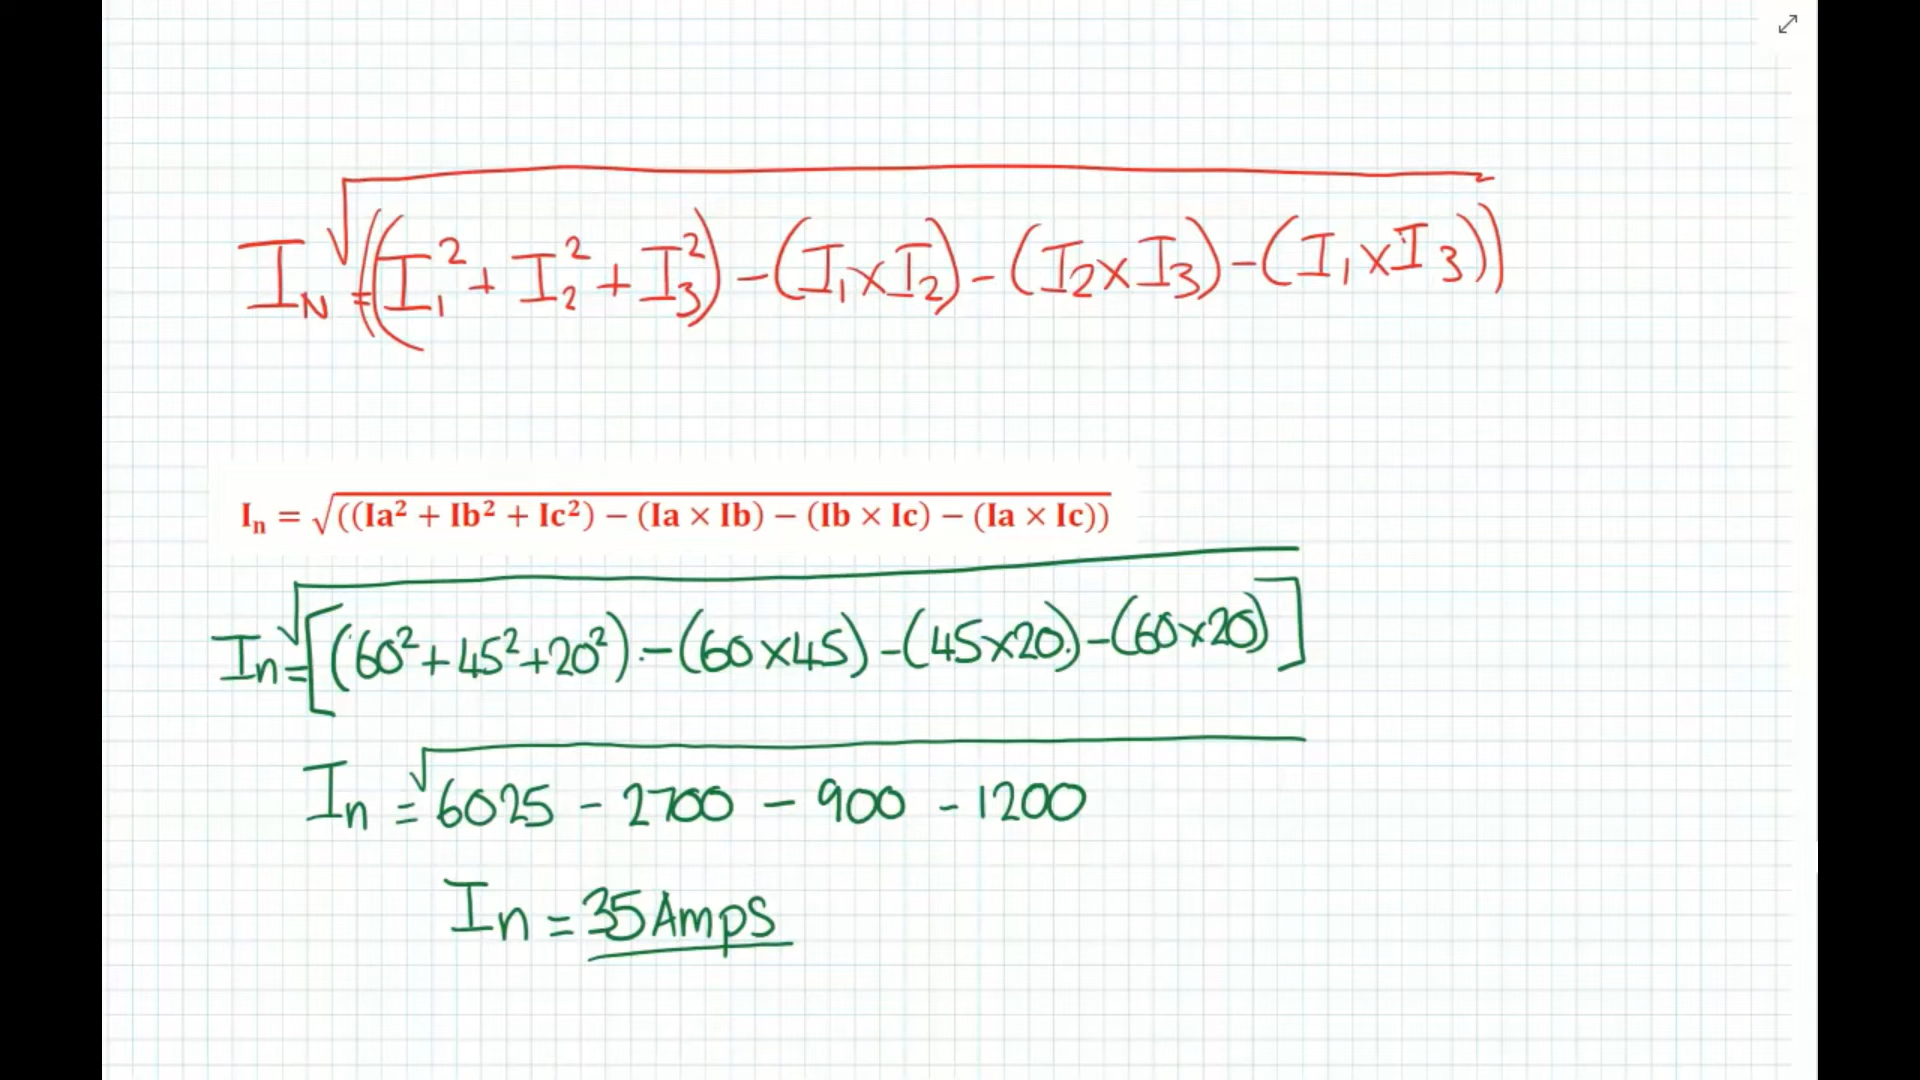 I_N = √((I₁² + I₂² + I₃²) - (I₁ × I₂) - (I₂ × I₃) - (I₁ × I₃))
Iₙ = √((Ia² + Ib² + Ic²) − (Ia × Ib) − (Ib × Ic) − (Ia × Ic))
Iₙ = √[(60² + 45² + 20²) - (60 × 45) - (45 × 20) - (60 × 20)]
Iₙ = √6025 - 2700 - 900 - 1200
Iₙ = 35 Amps